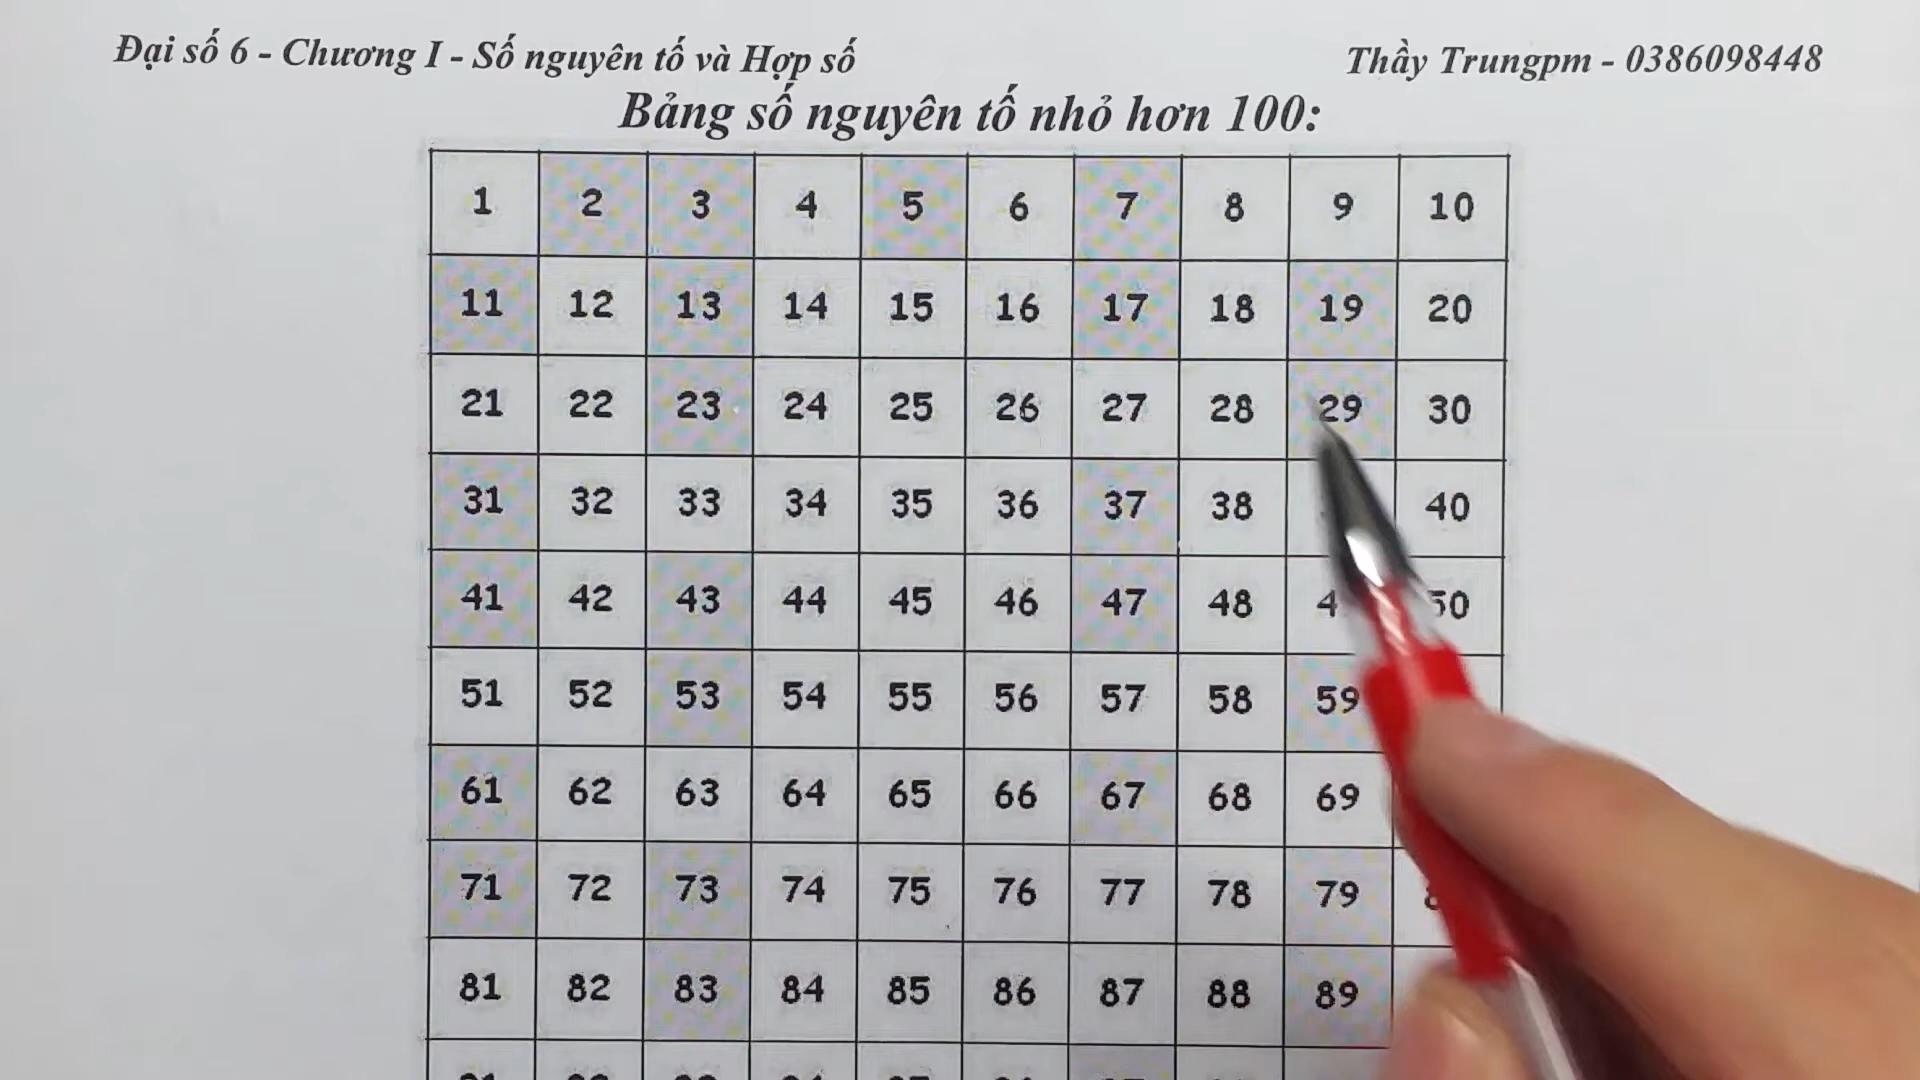 Đại số 6 - Chương I - Số nguyên tố và Hợp số
Thầy Trungpm - 0386098448
Bảng số nguyên tố nhỏ hơn 100:
1 2 3 4 5 6 7 8 9 10
11 12 13 14 15 16 17 18 19 20
21 22 23 24 25 26 27 28 29 30
31 32 33 34 35 36 37 38 40
41 42 43 44 45 46 47 48
51 52 53 54 55 56 57 58 59
61 62 63 64 65 66 67 68 69
71 72 73 74 75 76 77 78 79
81 82 83 84 85 86 87 88 89